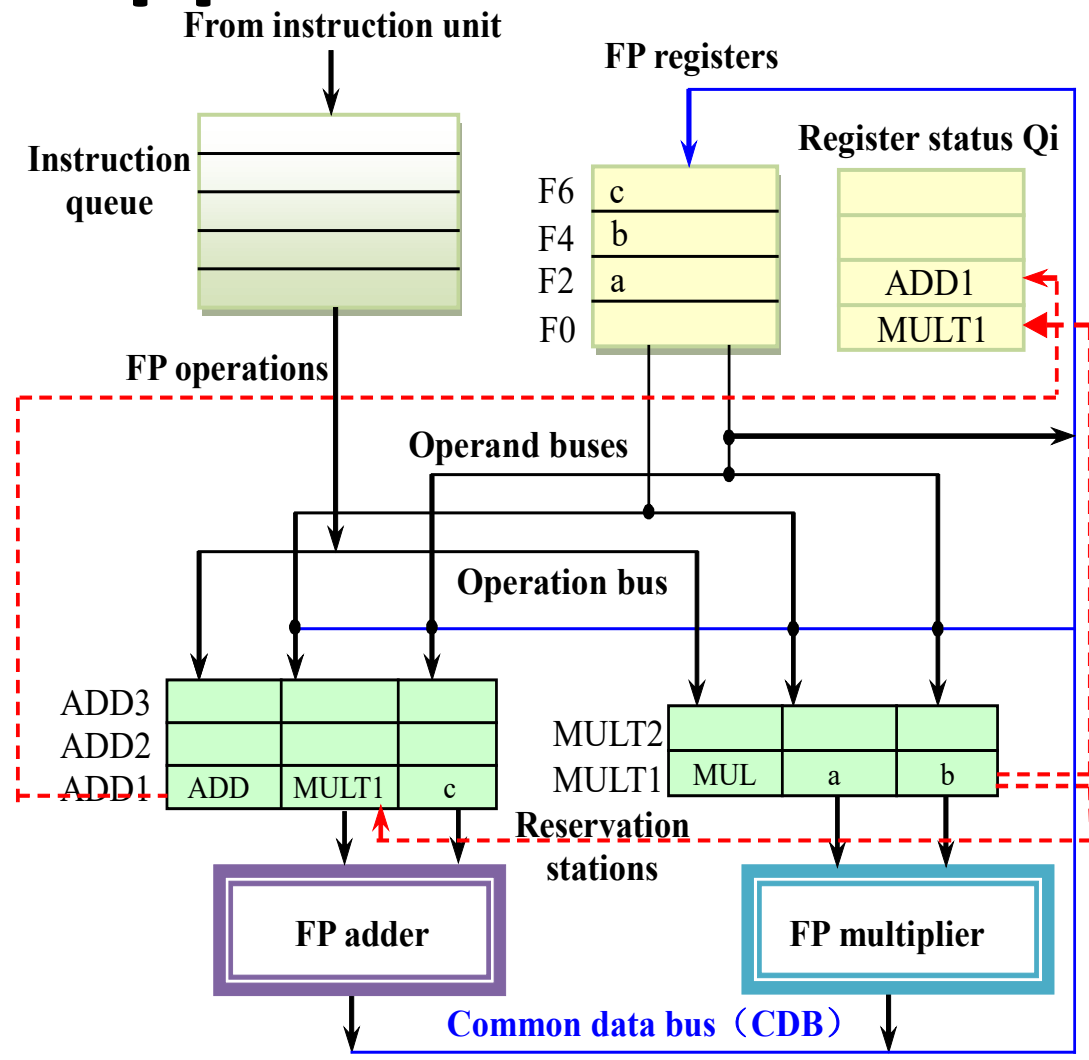 From instruction unit
FP registers
Register status Qi
Instruction
queue
F6
c
F4
b
F2
a
F0
ADD1
MULT1
FP operations
Operand buses
Operation bus
ADD3
ADD2
ADD1
ADD
MULT1
c
MULT2
MULT1
MUL
a
b
Reservation
stations
FP adder
FP multiplier
Common data bus（CDB）